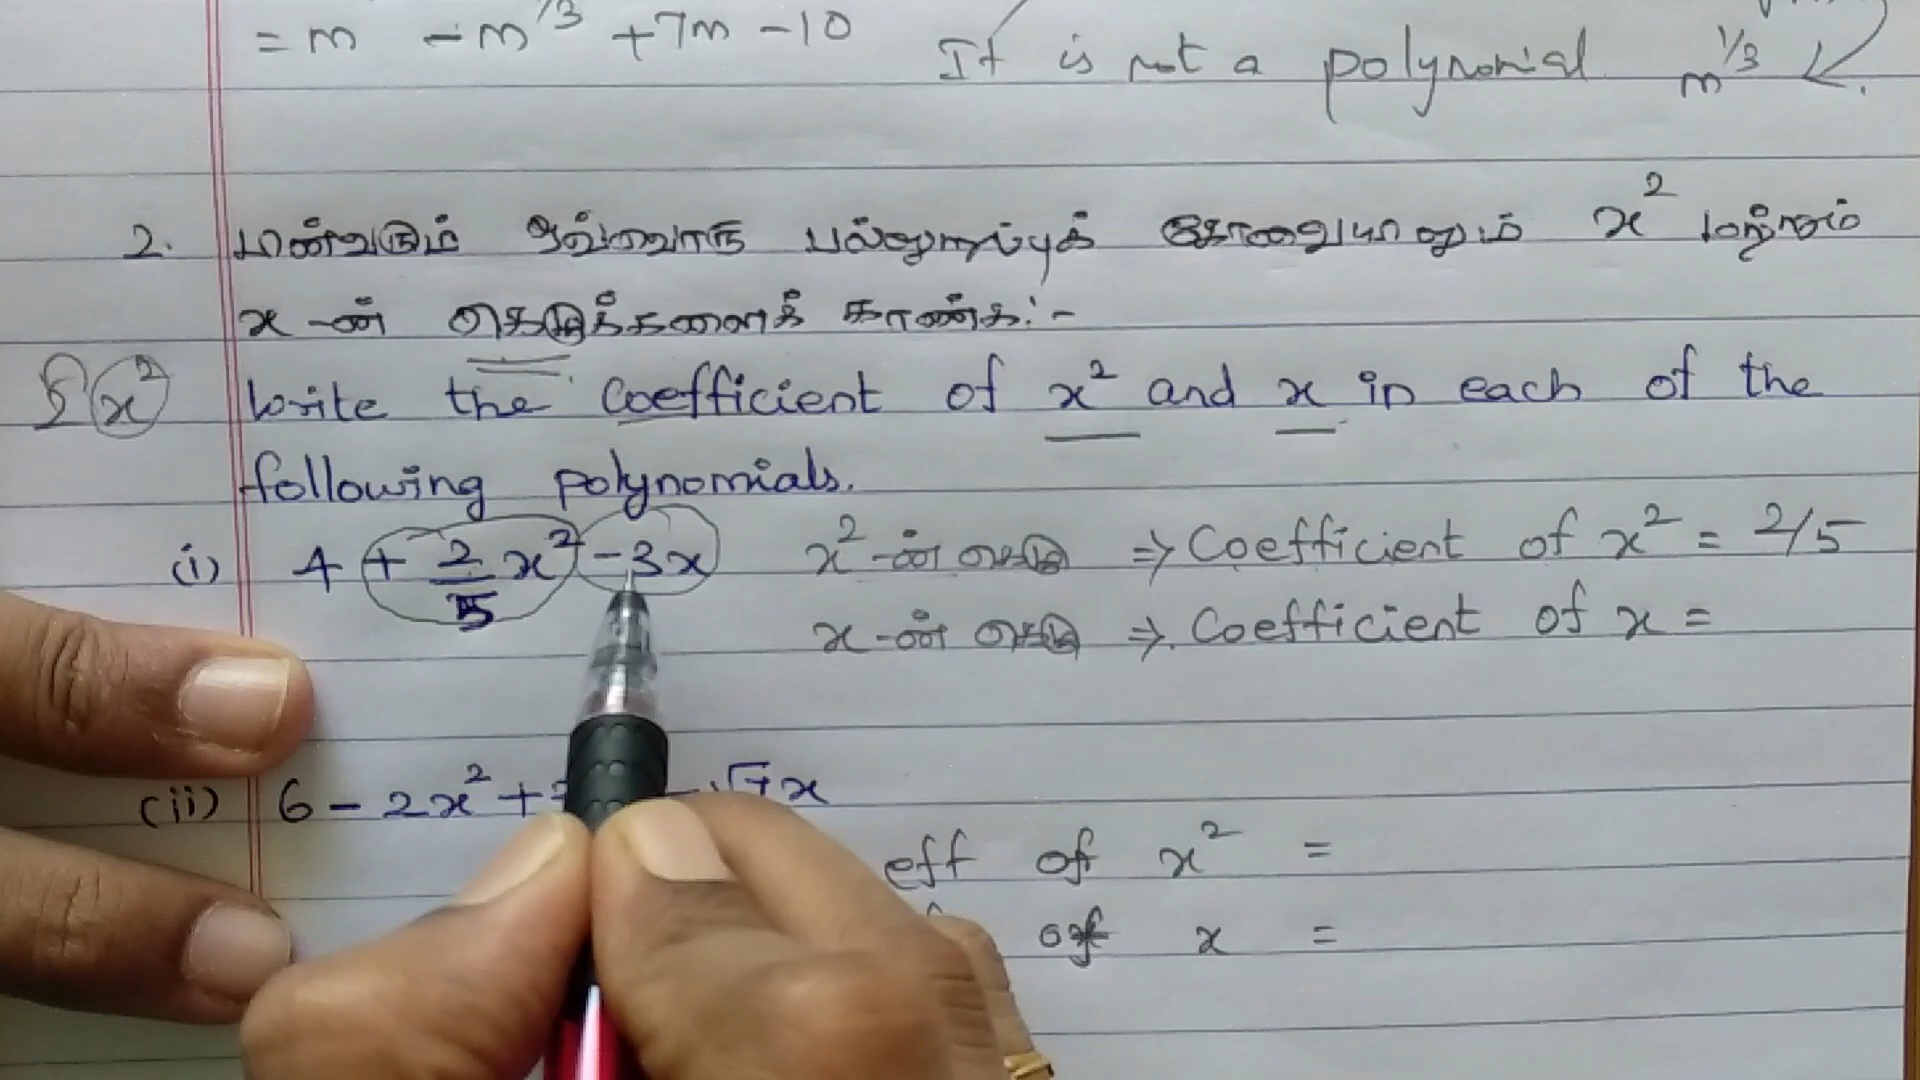 = m - m^1/3 + 7m - 10 It is not a polynomial m^1/3
2. பின்வரும் ஒவ்வொரு பல்லுறுப்புக் கோவையிலும் x² மற்றும்
x-ன் கெழுக்களைக் காண்க:-
5x² Write the coefficient of x² and x in each of the
following polynomials.
(i) 4 + 2/5 x² - 3x x²-ன் கெழு ⇒ Coefficient of x² = 2/5
x-ன் கெழு ⇒ Coefficient of x =
(ii) 6 - 2x² + - √7x
eff of x² =
of x =